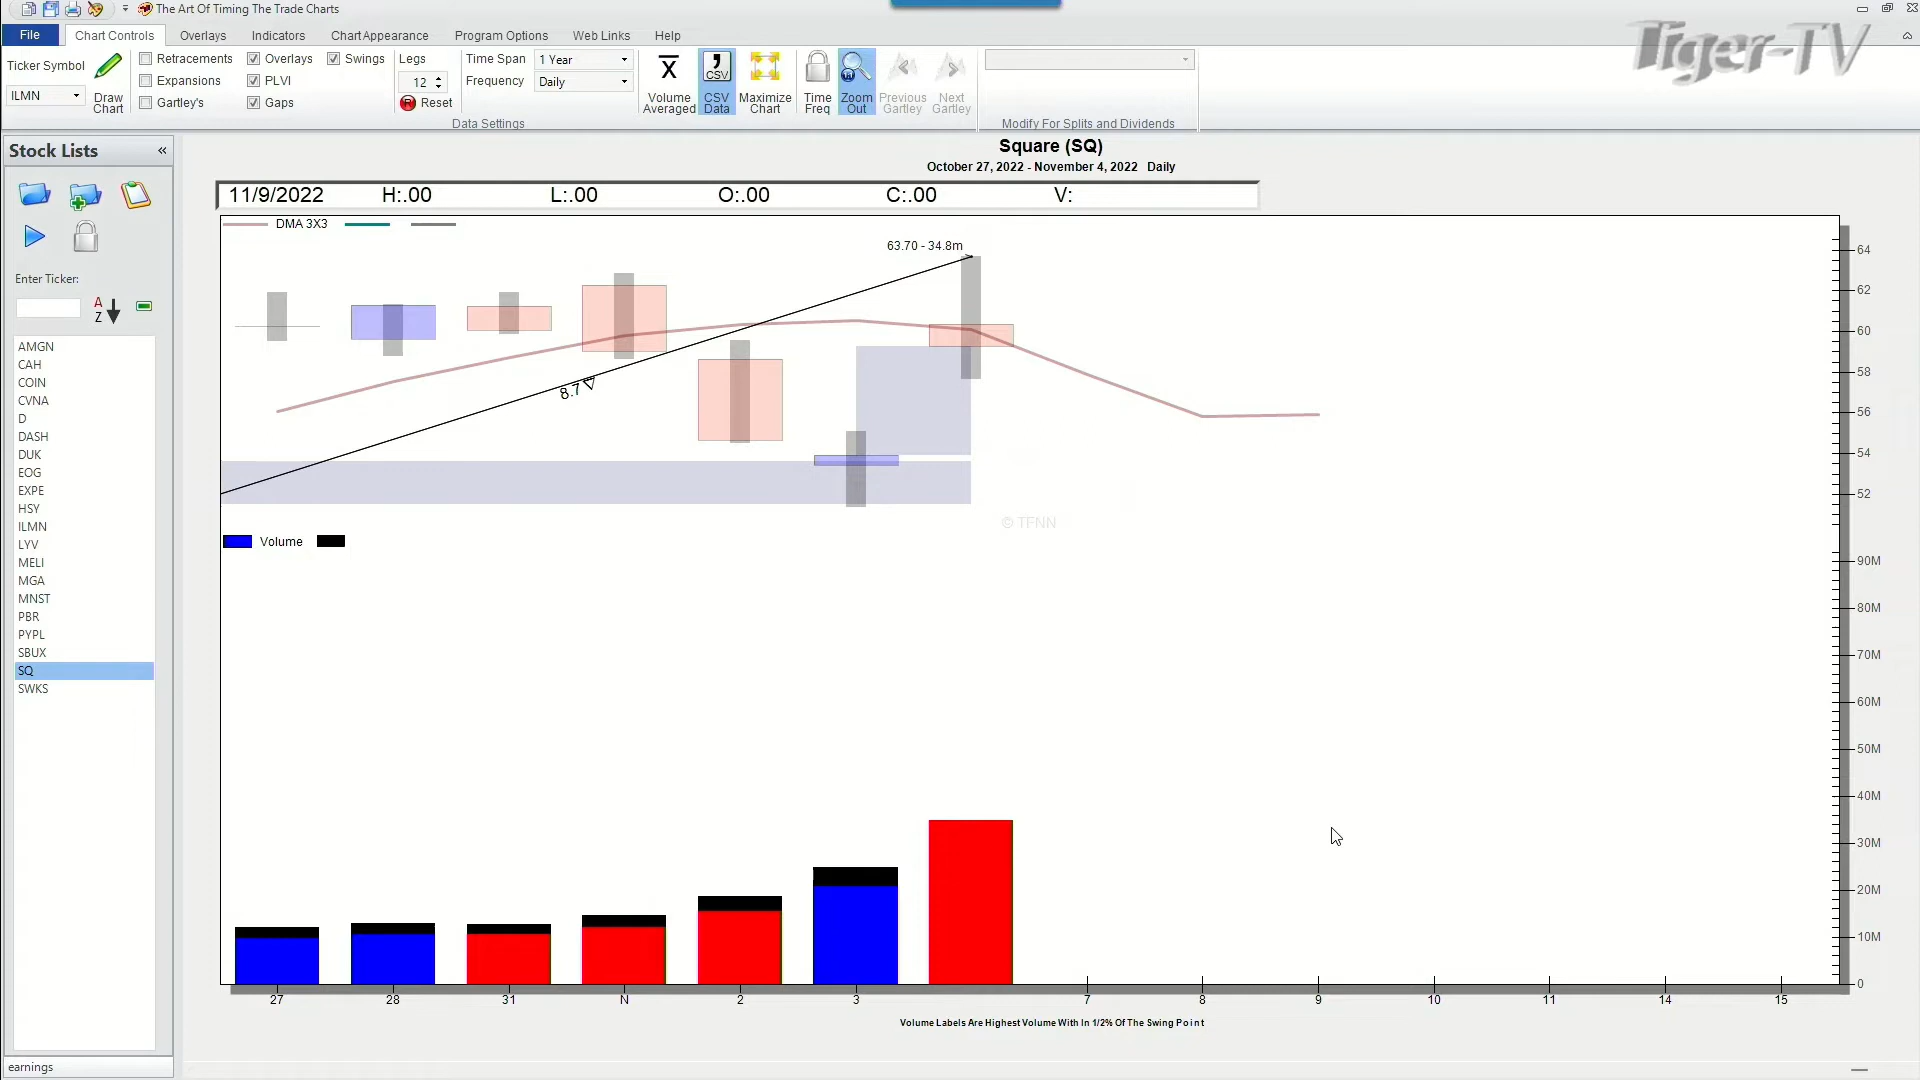 The Art Of Timing The Trade Charts
File Chart Controls Overlays Indicators Chart Appearance Program Options Web Links Help
Tiger-TV
Ticker Symbol
ILMN
Draw Chart
Retracements Overlays Swings
Expansions PLVI
Gartley's Gaps
Legs
12
Reset
Time Span 1 Year
Frequency Daily
Data Settings
Volume Averaged
CSV Data
Maximize Chart
Time Freq
Zoom Out
Previous Gartley
Next Gartley
Modify For Splits and Dividends
Stock Lists
Enter Ticker:
AMGN
CAH
COIN
CVNA
D
DASH
DUK
EOG
EXPE
HSY
ILMN
LYV
MELI
MGA
MNST
PBR
PYPL
SBUX
SQ
SWKS
earnings
Square (SQ)
October 27, 2022 - November 4, 2022 Daily
11/9/2022 H:.00 L:.00 O:.00 C:.00 V:
DMA 3X3
63.70 - 34.8m
8.7
© TFNN
64
62
60
58
56
54
52
Volume
90M
80M
70M
60M
50M
40M
30M
20M
10M
0
27 28 31 N 2 3 7 8 9 10 11 14 15
Volume Labels Are Highest Volume With In 1/2% Of The Swing Point